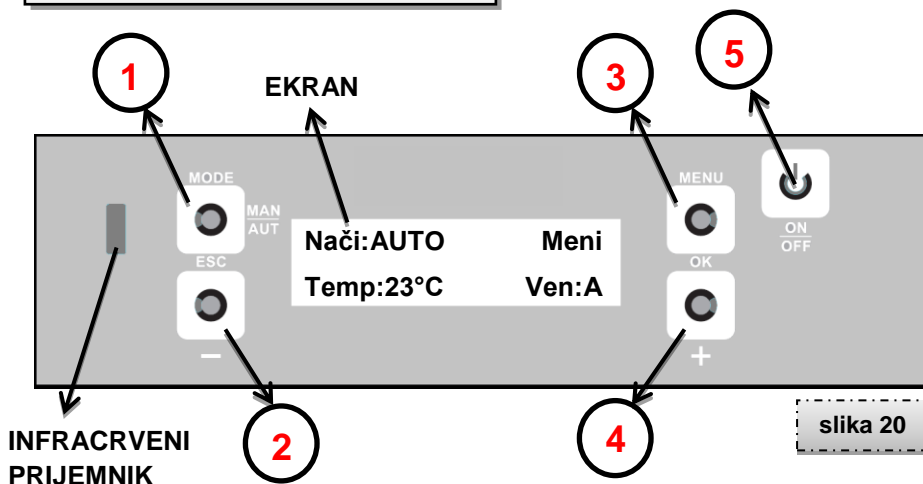 1
EKRAN
3
5
MODE
MAN
AUT
MENU
ON
OFF
Nači:AUTO Meni
Temp:23°C Ven:A
ESC
OK
−
+
INFRACRVENI
PRIJEMNIK
2
4
slika 20